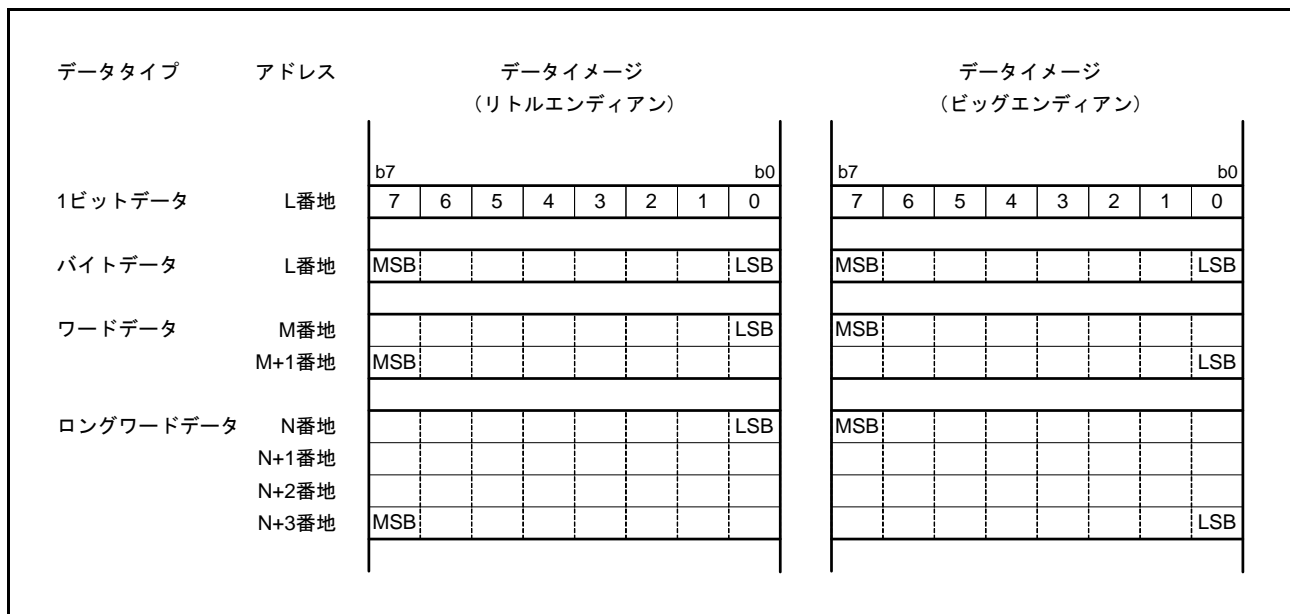 データタイプ アドレス データイメージ データイメージ
(リトルエンディアン) (ビッグエンディアン)
b7 b0 b7 b0
1ビットデータ L番地 7 6 5 4 3 2 1 0 7 6 5 4 3 2 1 0
バイトデータ L番地 MSB LSB MSB LSB
ワードデータ M番地 LSB MSB
M+1番地 MSB LSB
ロングワードデータ N番地 LSB MSB
N+1番地
N+2番地
N+3番地 MSB LSB